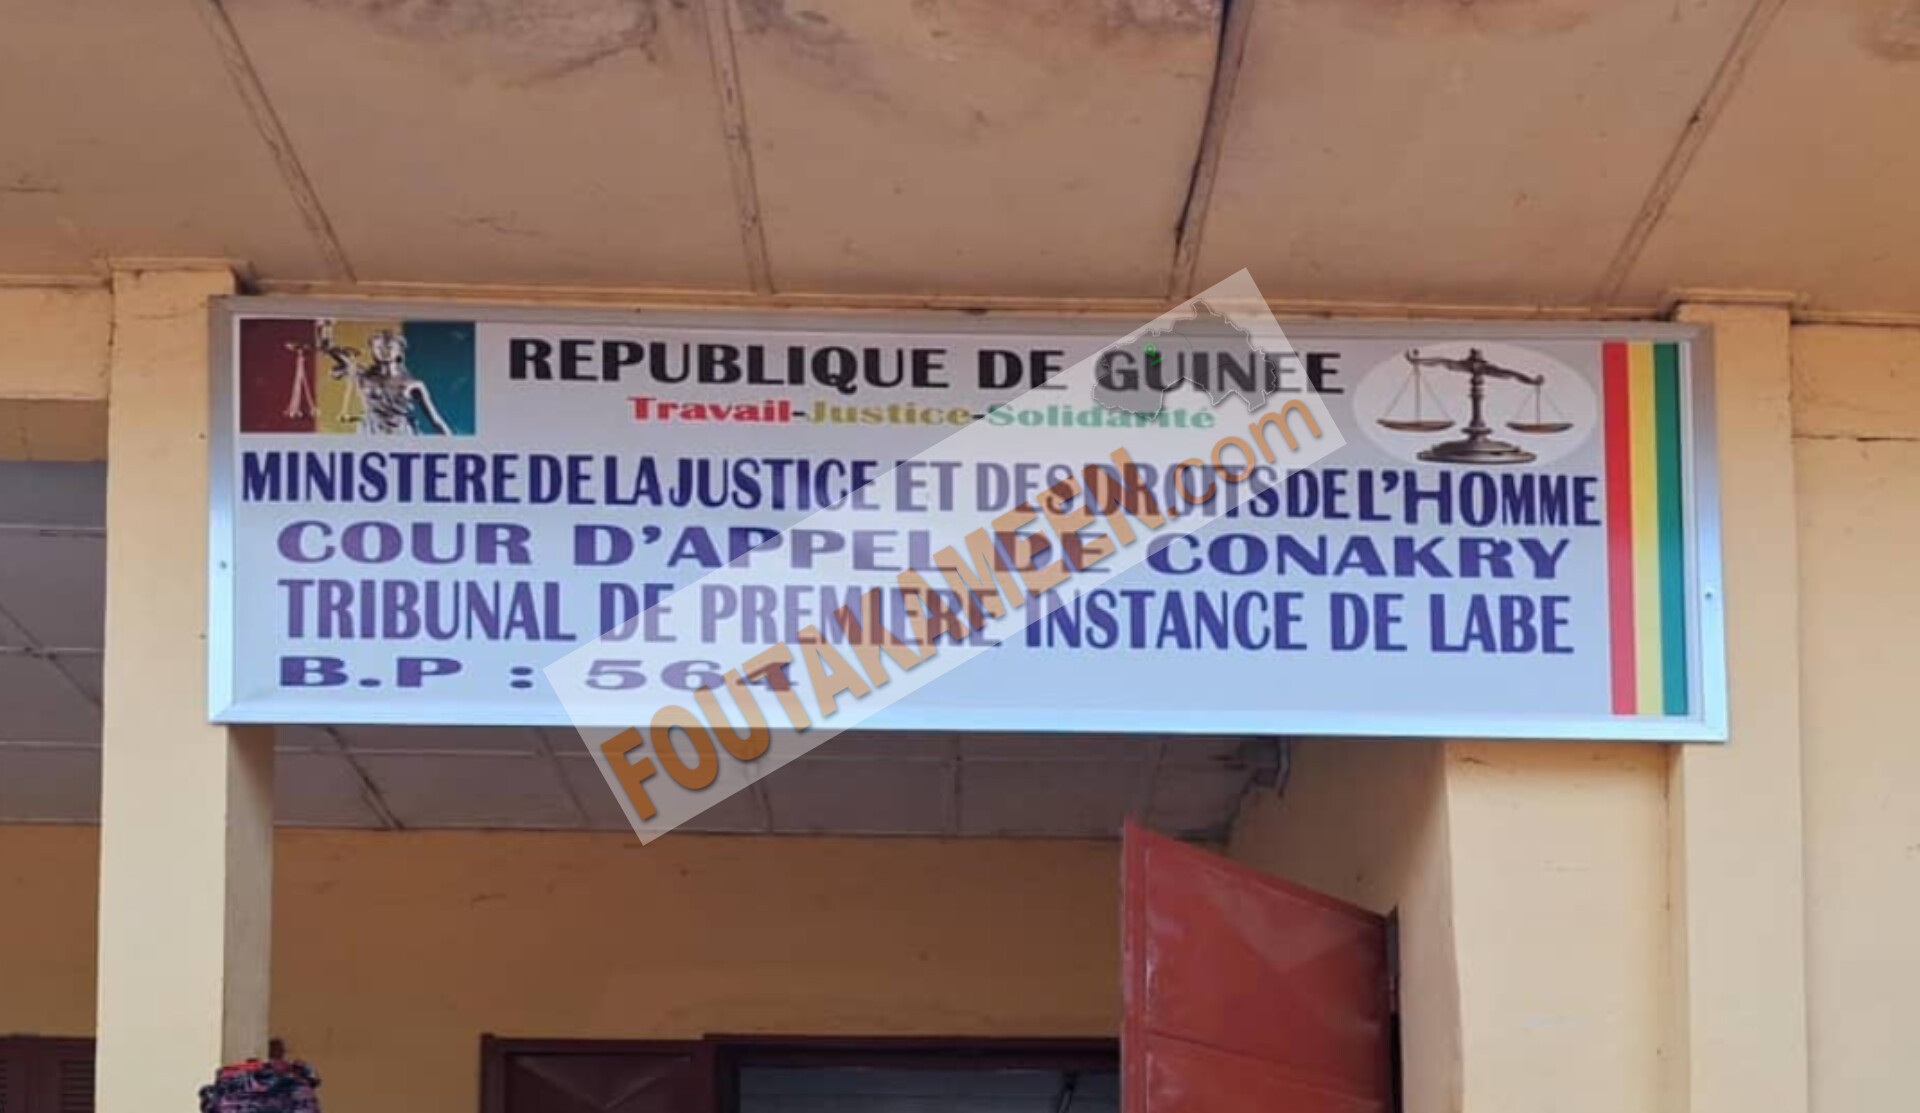 REPUBLIQUE DE GUINEE
Travail-Justice-Solidarité
MINISTERE DE LA JUSTICE ET DES DROITS DE L'HOMME
COUR D'APPEL DE CONAKRY
TRIBUNAL DE PREMIERE INSTANCE DE LABE
B.P : 564
FOUTAKAMEEN.com